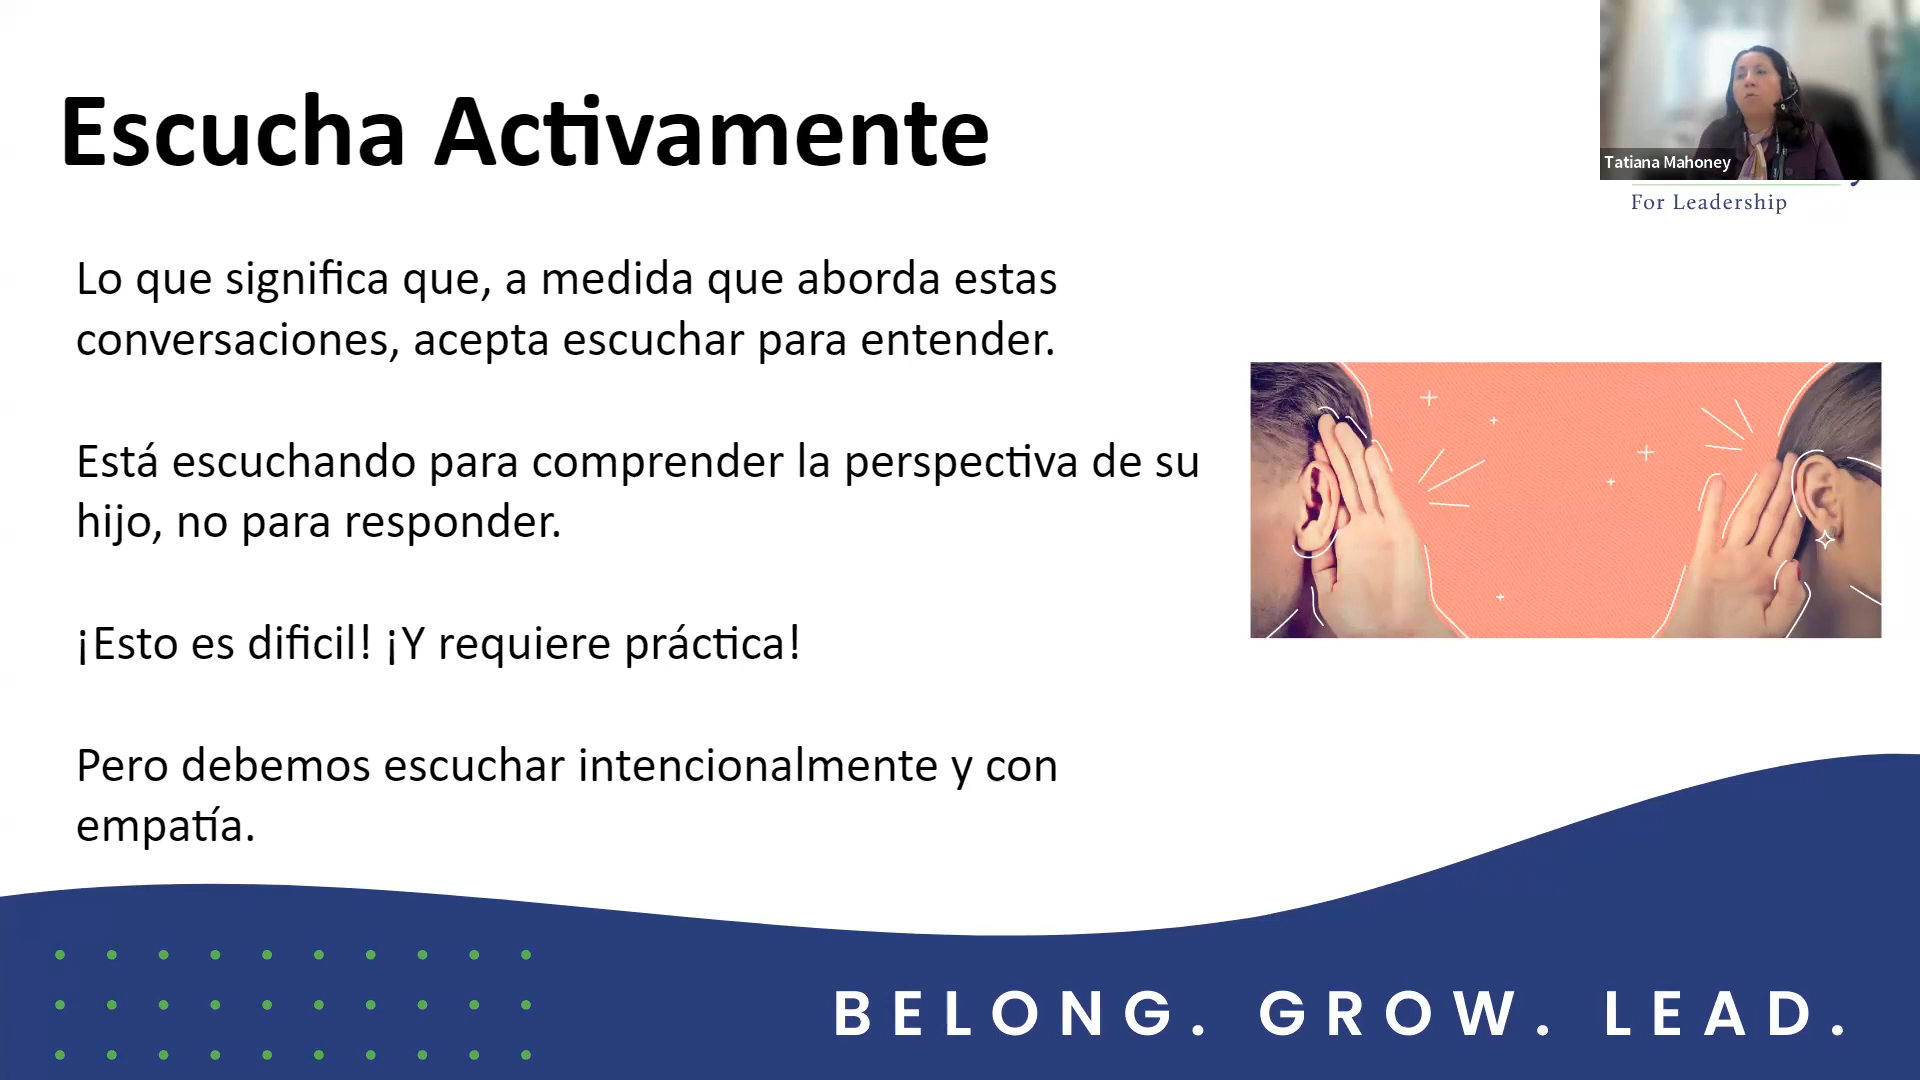 Escucha Activamente
Tatiana Mahoney
For Leadership
Lo que significa que, a medida que aborda estas
conversaciones, acepta escuchar para entender.
Está escuchando para comprender la perspectiva de su
hijo, no para responder.
¡Esto es dificil! ¡Y requiere práctica!
Pero debemos escuchar intencionalmente y con
empatía.
BELONG. GROW. LEAD.